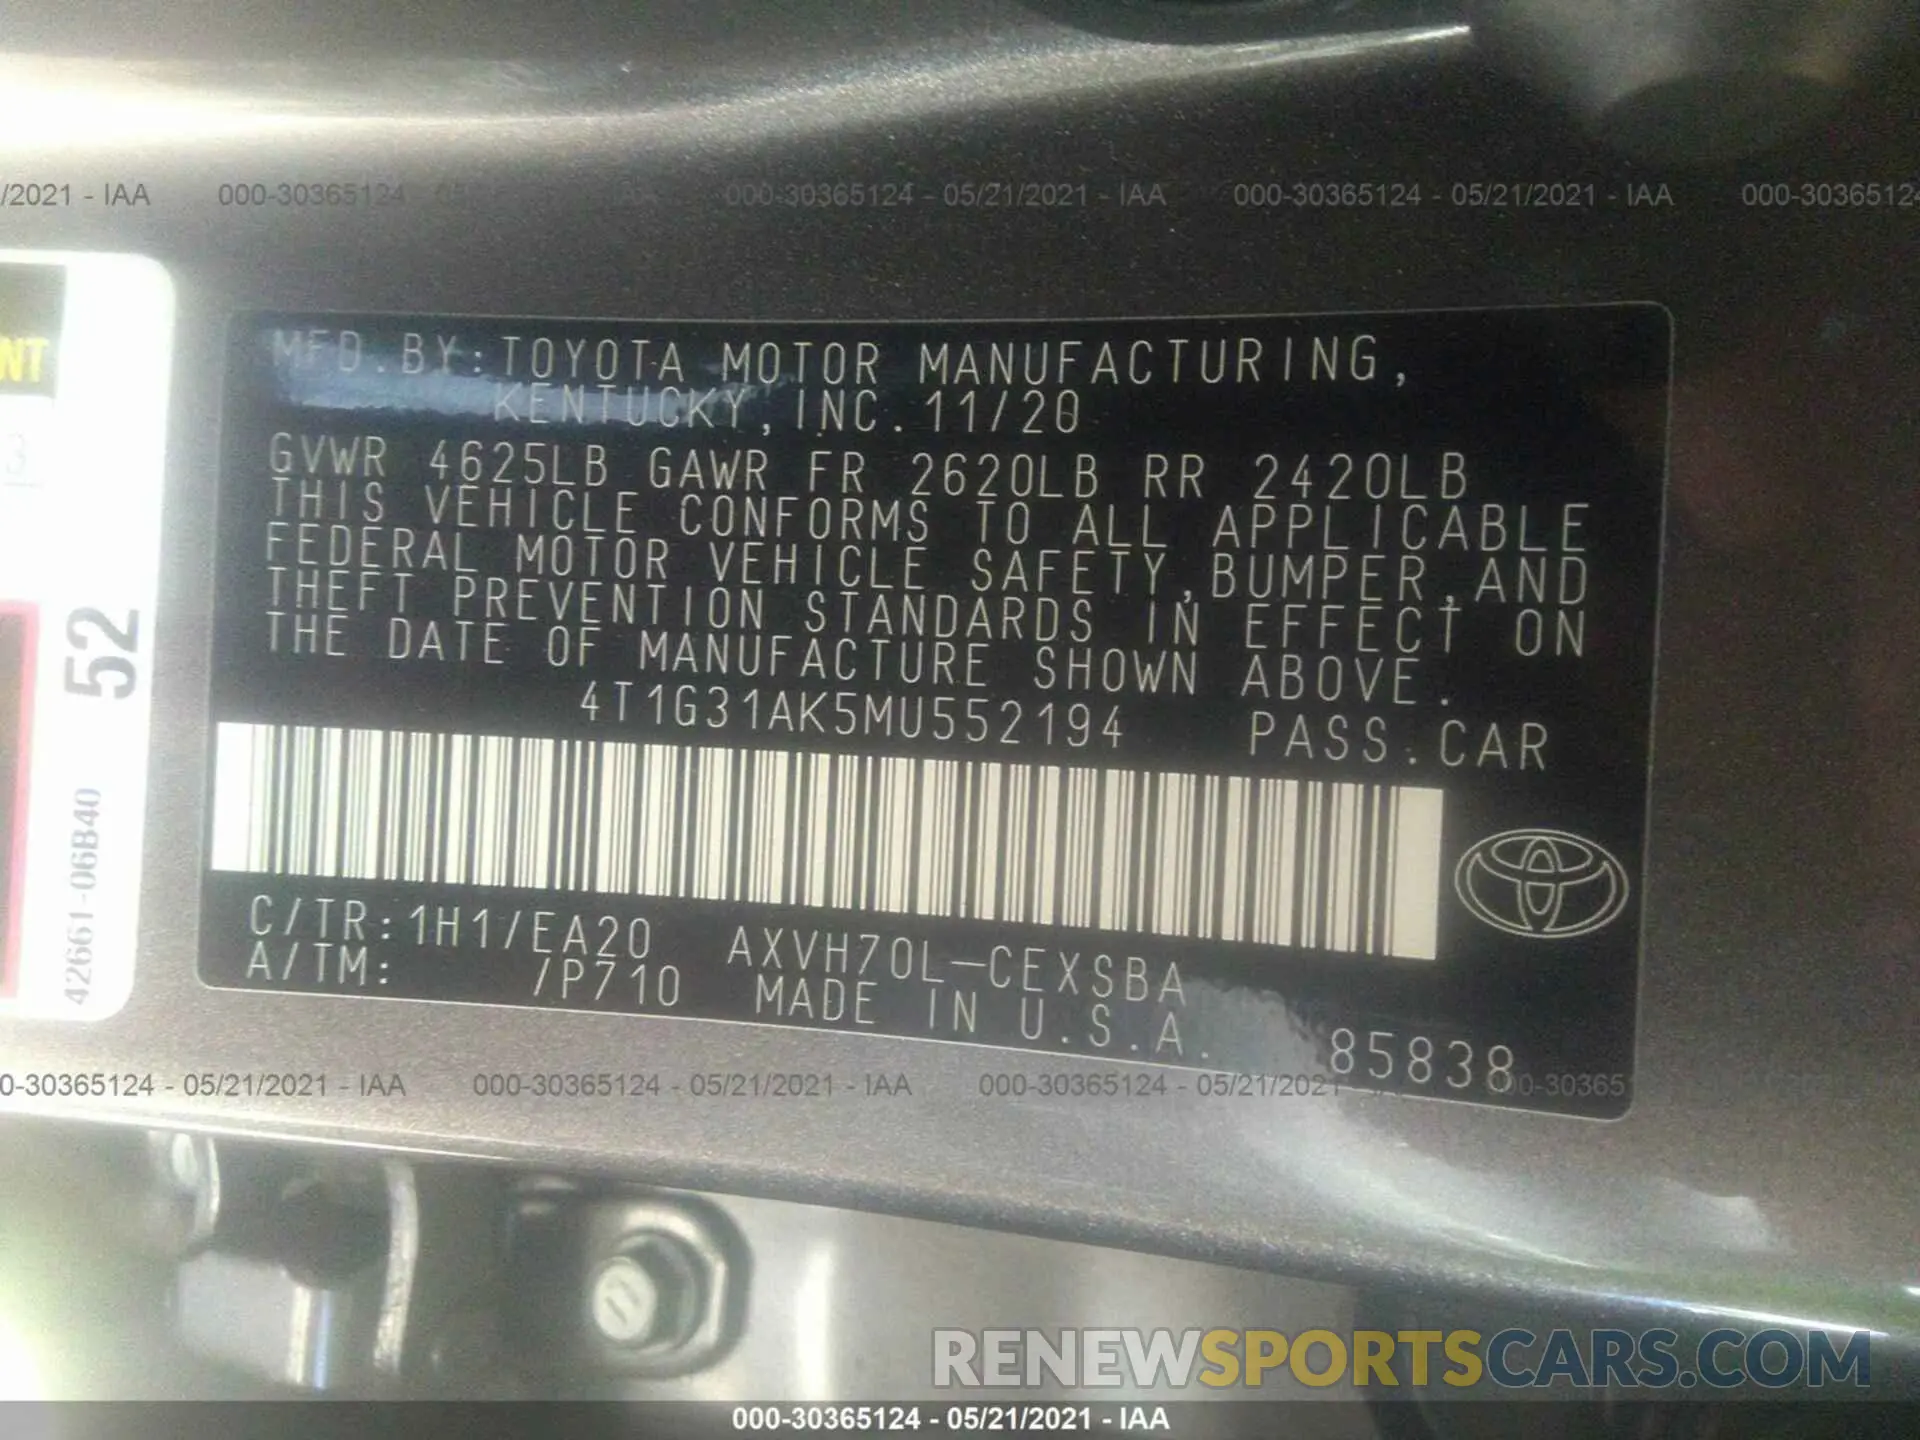 /2021 - IAA 000-30365124 000-30365124 - 05/21/2021 - IAA 000-30365124 - 05/21/2021 - IAA 000-3036512
NT
3
52
42661-06B40
MFD.BY:TOYOTA MOTOR MANUFACTURING,
KENTUCKY,INC.11/20
GVWR 4625LB GAWR FR 2620LB RR 2420LB
THIS VEHICLE CONFORMS TO ALL APPLICABLE
FEDERAL MOTOR VEHICLE SAFETY,BUMPER,AND
THEFT PREVENTION STANDARDS IN EFFECT ON
THE DATE OF MANUFACTURE SHOWN ABOVE.
4T1G31AK5MU552194 PASS.CAR
C/TR:1H1/EA20 AXVH70L-CEXSBA
A/TM: /P710 MADE IN U.S.A. 85838
0-30365124 - 05/21/2021 - IAA 000-30365124 - 05/21/2021 - IAA 000-30365124 - 05/21/2021 00-30365
RENEWSPORTSCARS.COM
000-30365124 - 05/21/2021 - IAA